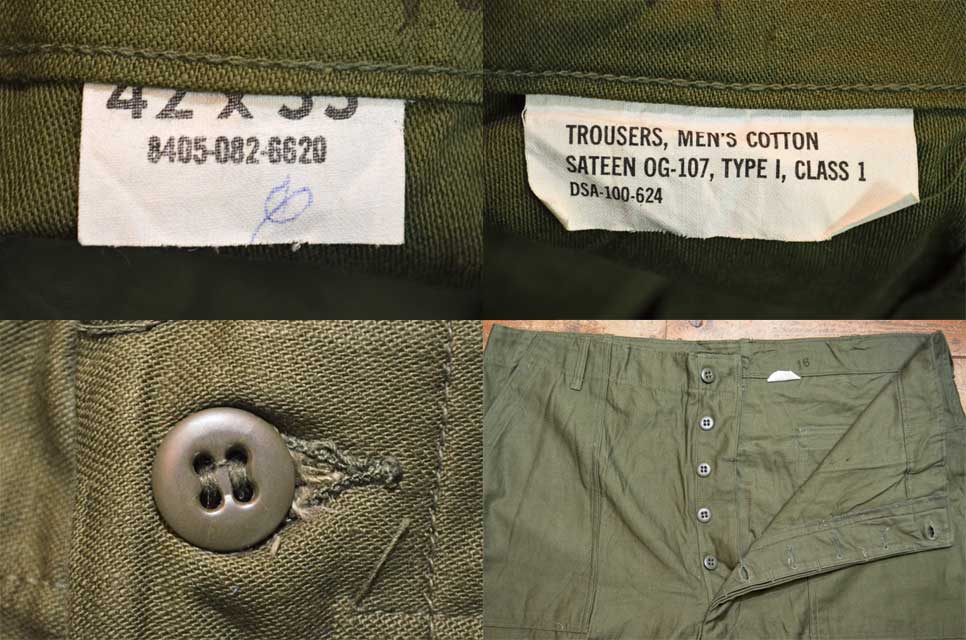 42 x 33
8405-082-6620
TROUSERS, MEN'S COTTON
SATEEN OG-107, TYPE I, CLASS 1
DSA-100-624
16